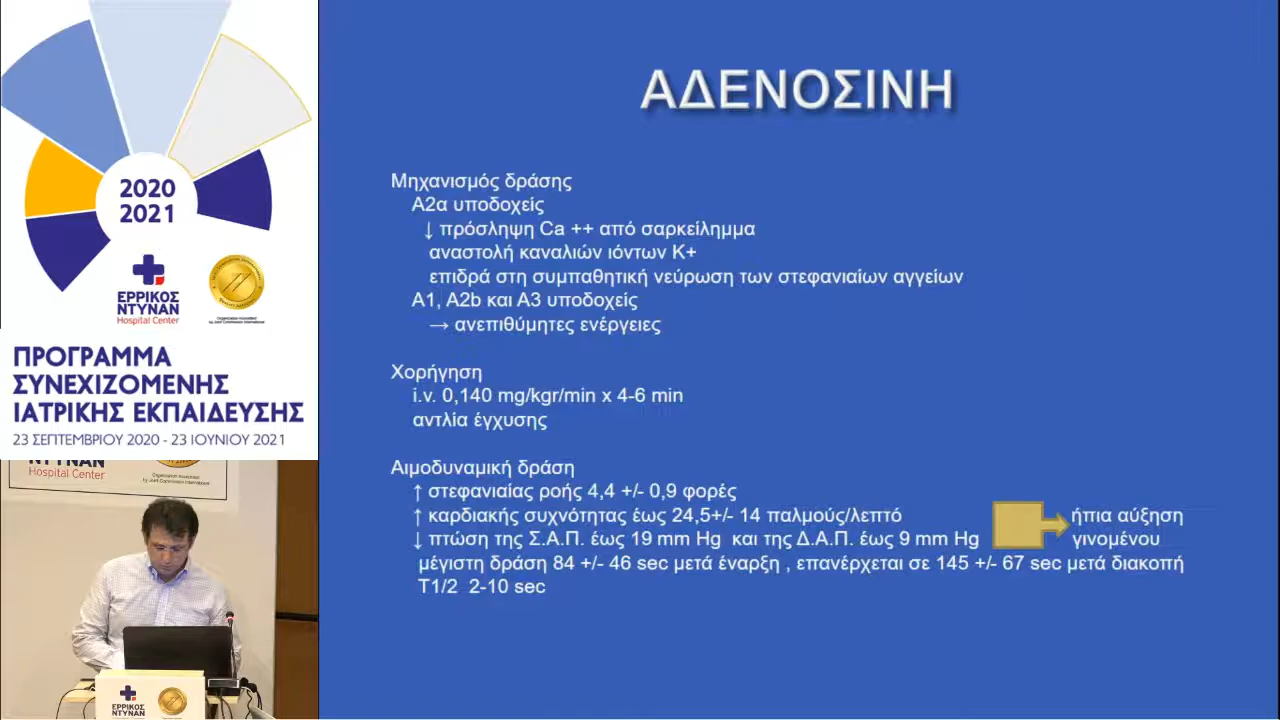 2020
2021
ΕΡΡΙΚΟΣ
ΝΤΥΝΑΝ
Hospital Center
ΠΡΟΓΡΑΜΜΑ
ΣΥΝΕΧΙΖΟΜΕΝΗΣ
ΙΑΤΡΙΚΗΣ ΕΚΠΑΙΔΕΥΣΗΣ
23 ΣΕΠΤΕΜΒΡΙΟΥ 2020 - 23 ΙΟΥΝΙΟΥ 2021
ΝΤΥΝΑΝ
Hospital Center
ΕΡΡΙΚΟΣ
ΝΤΥΝΑΝ
ΑΔΕΝΟΣΙΝΗ
Μηχανισμός δράσης
Α2α υποδοχείς
↓ πρόσληψη Ca ++ από σαρκείλημμα
αναστολή καναλιών ιόντων Κ+
επιδρά στη συμπαθητική νεύρωση των στεφανιαίων αγγείων
Α1, Α2b και Α3 υποδοχείς
→ ανεπιθύμητες ενέργειες
Χορήγηση
i.v. 0,140 mg/kgr/min x 4-6 min
αντλία έγχυσης
Αιμοδυναμική δράση
↑ στεφανιαίας ροής 4,4 +/- 0,9 φορές
↑ καρδιακής συχνότητας έως 24,5+/- 14 παλμούς/λεπτό
↓ πτώση της Σ.Α.Π. έως 19 mm Hg και της Δ.Α.Π. έως 9 mm Hg
ήπια αύξηση
γινομένου
μέγιστη δράση 84 +/- 46 sec μετά έναρξη , επανέρχεται σε 145 +/- 67 sec μετά διακοπή
Τ1/2 2-10 sec